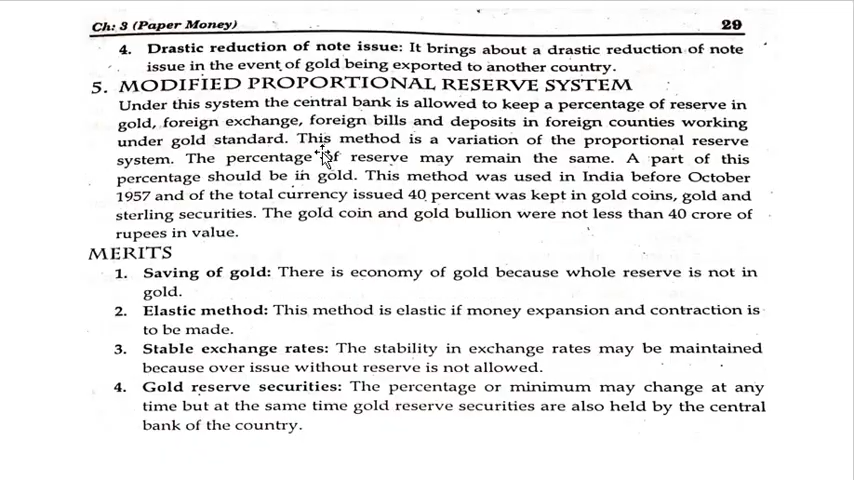 Ch: 3 (Paper Money) 29
4. Drastic reduction of note issue: It brings about a drastic reduction of note
issue in the event of gold being exported to another country.
5. MODIFIED PROPORTIONAL RESERVE SYSTEM
Under this system the central bank is allowed to keep a percentage of reserve in
gold, foreign exchange, foreign bills and deposits in foreign counties working
under gold standard. This method is a variation of the proportional reserve
system. The percentage of reserve may remain the same. A part of this
percentage should be in gold. This method was used in India before October
1957 and of the total currency issued 40 percent was kept in gold coins, gold and
sterling securities. The gold coin and gold bullion were not less than 40 crore of
rupees in value.
MERITS
1. Saving of gold: There is economy of gold because whole reserve is not in
gold.
2. Elastic method: This method is elastic if money expansion and contraction is
to be made.
3. Stable exchange rates: The stability in exchange rates may be maintained
because over issue without reserve is not allowed.
4. Gold reserve securities: The percentage or minimum may change at any
time but at the same time gold reserve securities are also held by the central
bank of the country.